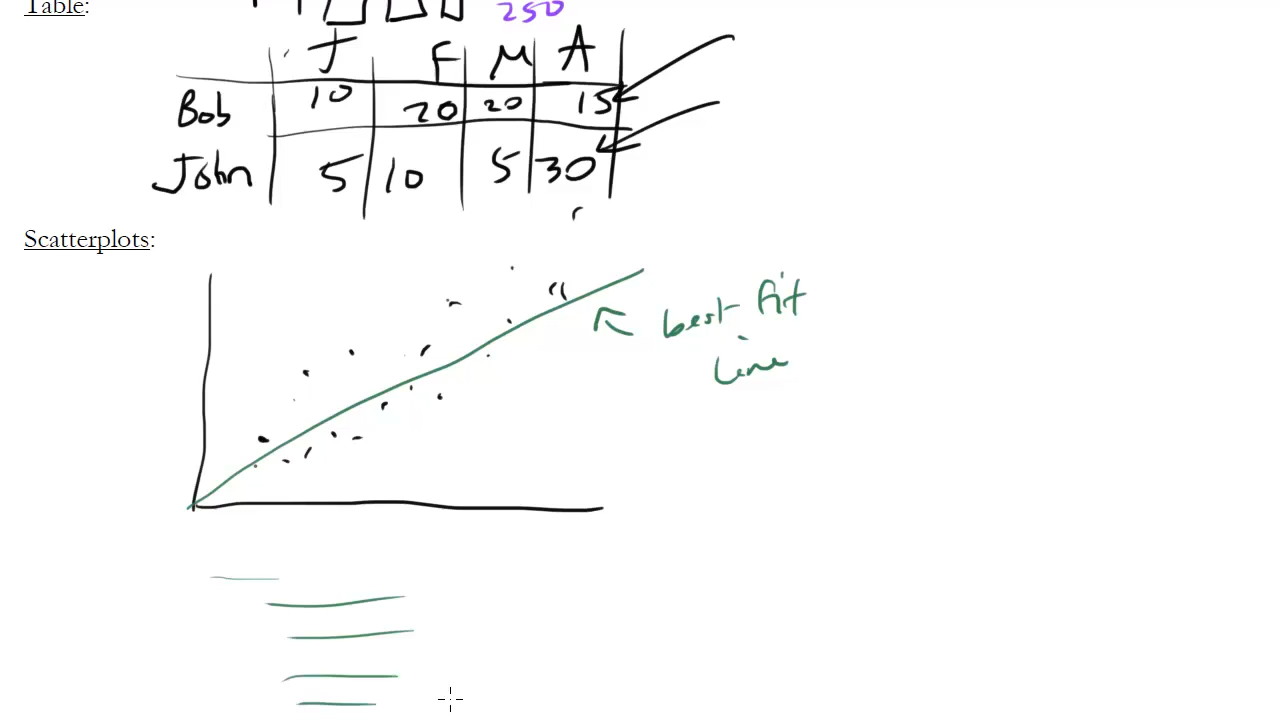 Table:
250
J F M A
Bob 10 20 20 15
John 5 10 5 30
Scatterplots:
best fit
line